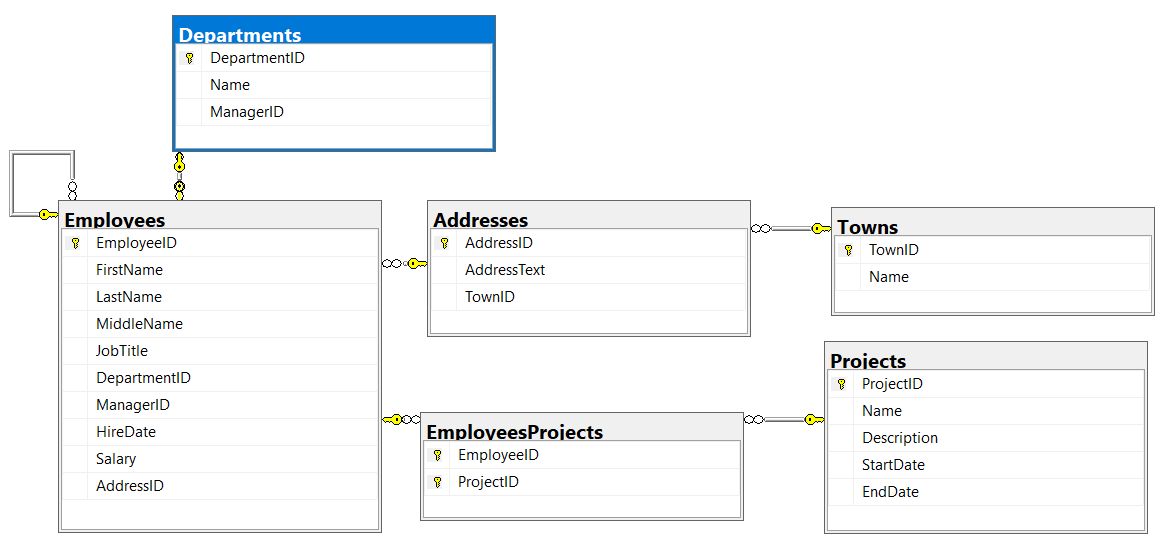 Departments
DepartmentID
Name
ManagerID
Employees
EmployeeID
FirstName
LastName
MiddleName
JobTitle
DepartmentID
ManagerID
HireDate
Salary
AddressID
Addresses
AddressID
AddressText
TownID
Towns
TownID
Name
EmployeesProjects
EmployeeID
ProjectID
Projects
ProjectID
Name
Description
StartDate
EndDate